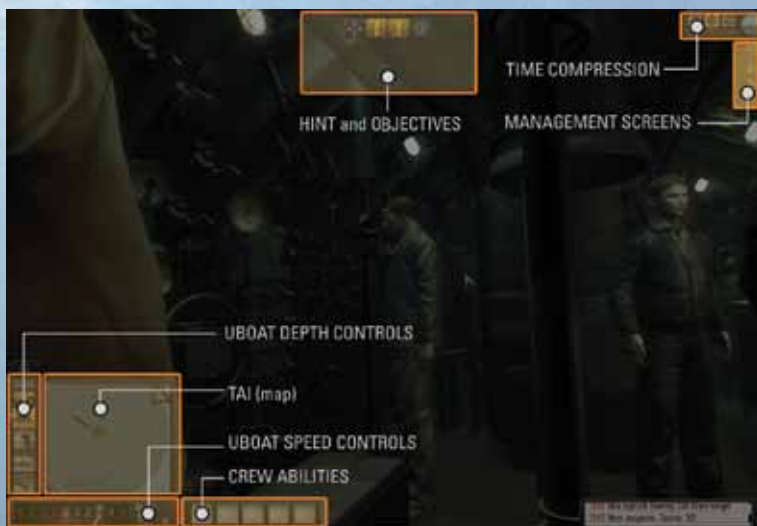 TIME COMPRESSION
HINT and OBJECTIVES
MANAGEMENT SCREENS
UBOAT DEPTH CONTROLS
TAI (map)
UBOAT SPEED CONTROLS
CREW ABILITIES